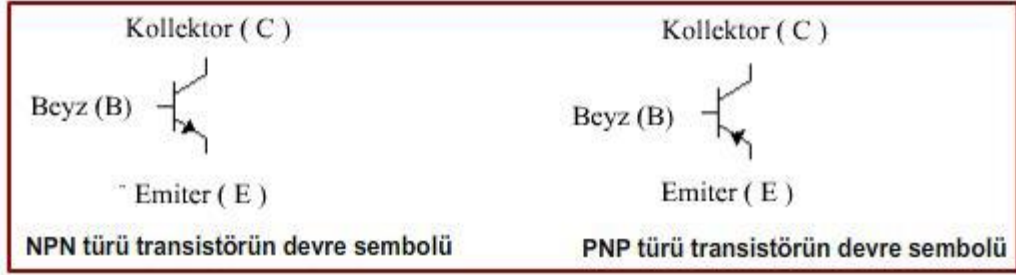 Kollektor ( C )
Beyz (B)
Emiter ( E )
NPN türü transistörün devre sembolü
Kollektor ( C )
Beyz (B)
Emiter ( E )
PNP türü transistörün devre sembolü